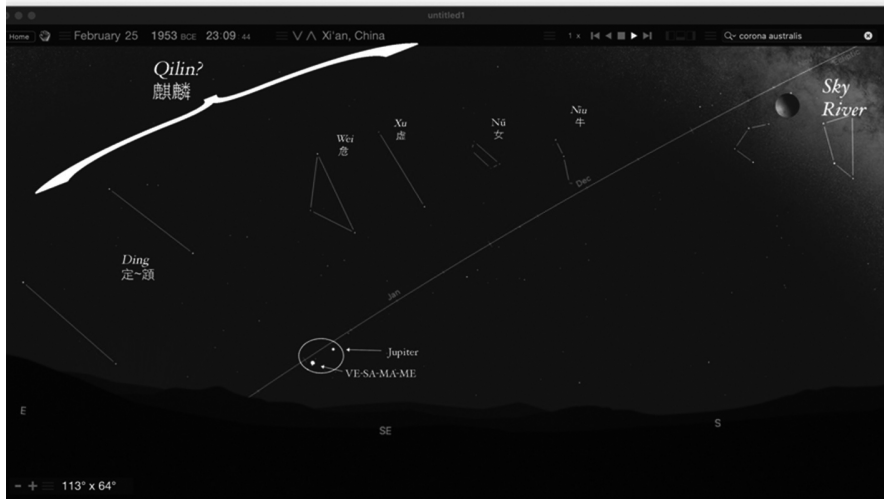 untitled1
Home February 25 1953 BCE 23:09 : 44 Xi'an, China 1 x corona australis
Qilin?
麒麟
Sky
River
Wei
危
Xu
虚
Nü
女
Niu
牛
Dec
Ding
定~顁
Jan
Jupiter
VE-SA-MA-ME
E
SE
S
113° x 64°